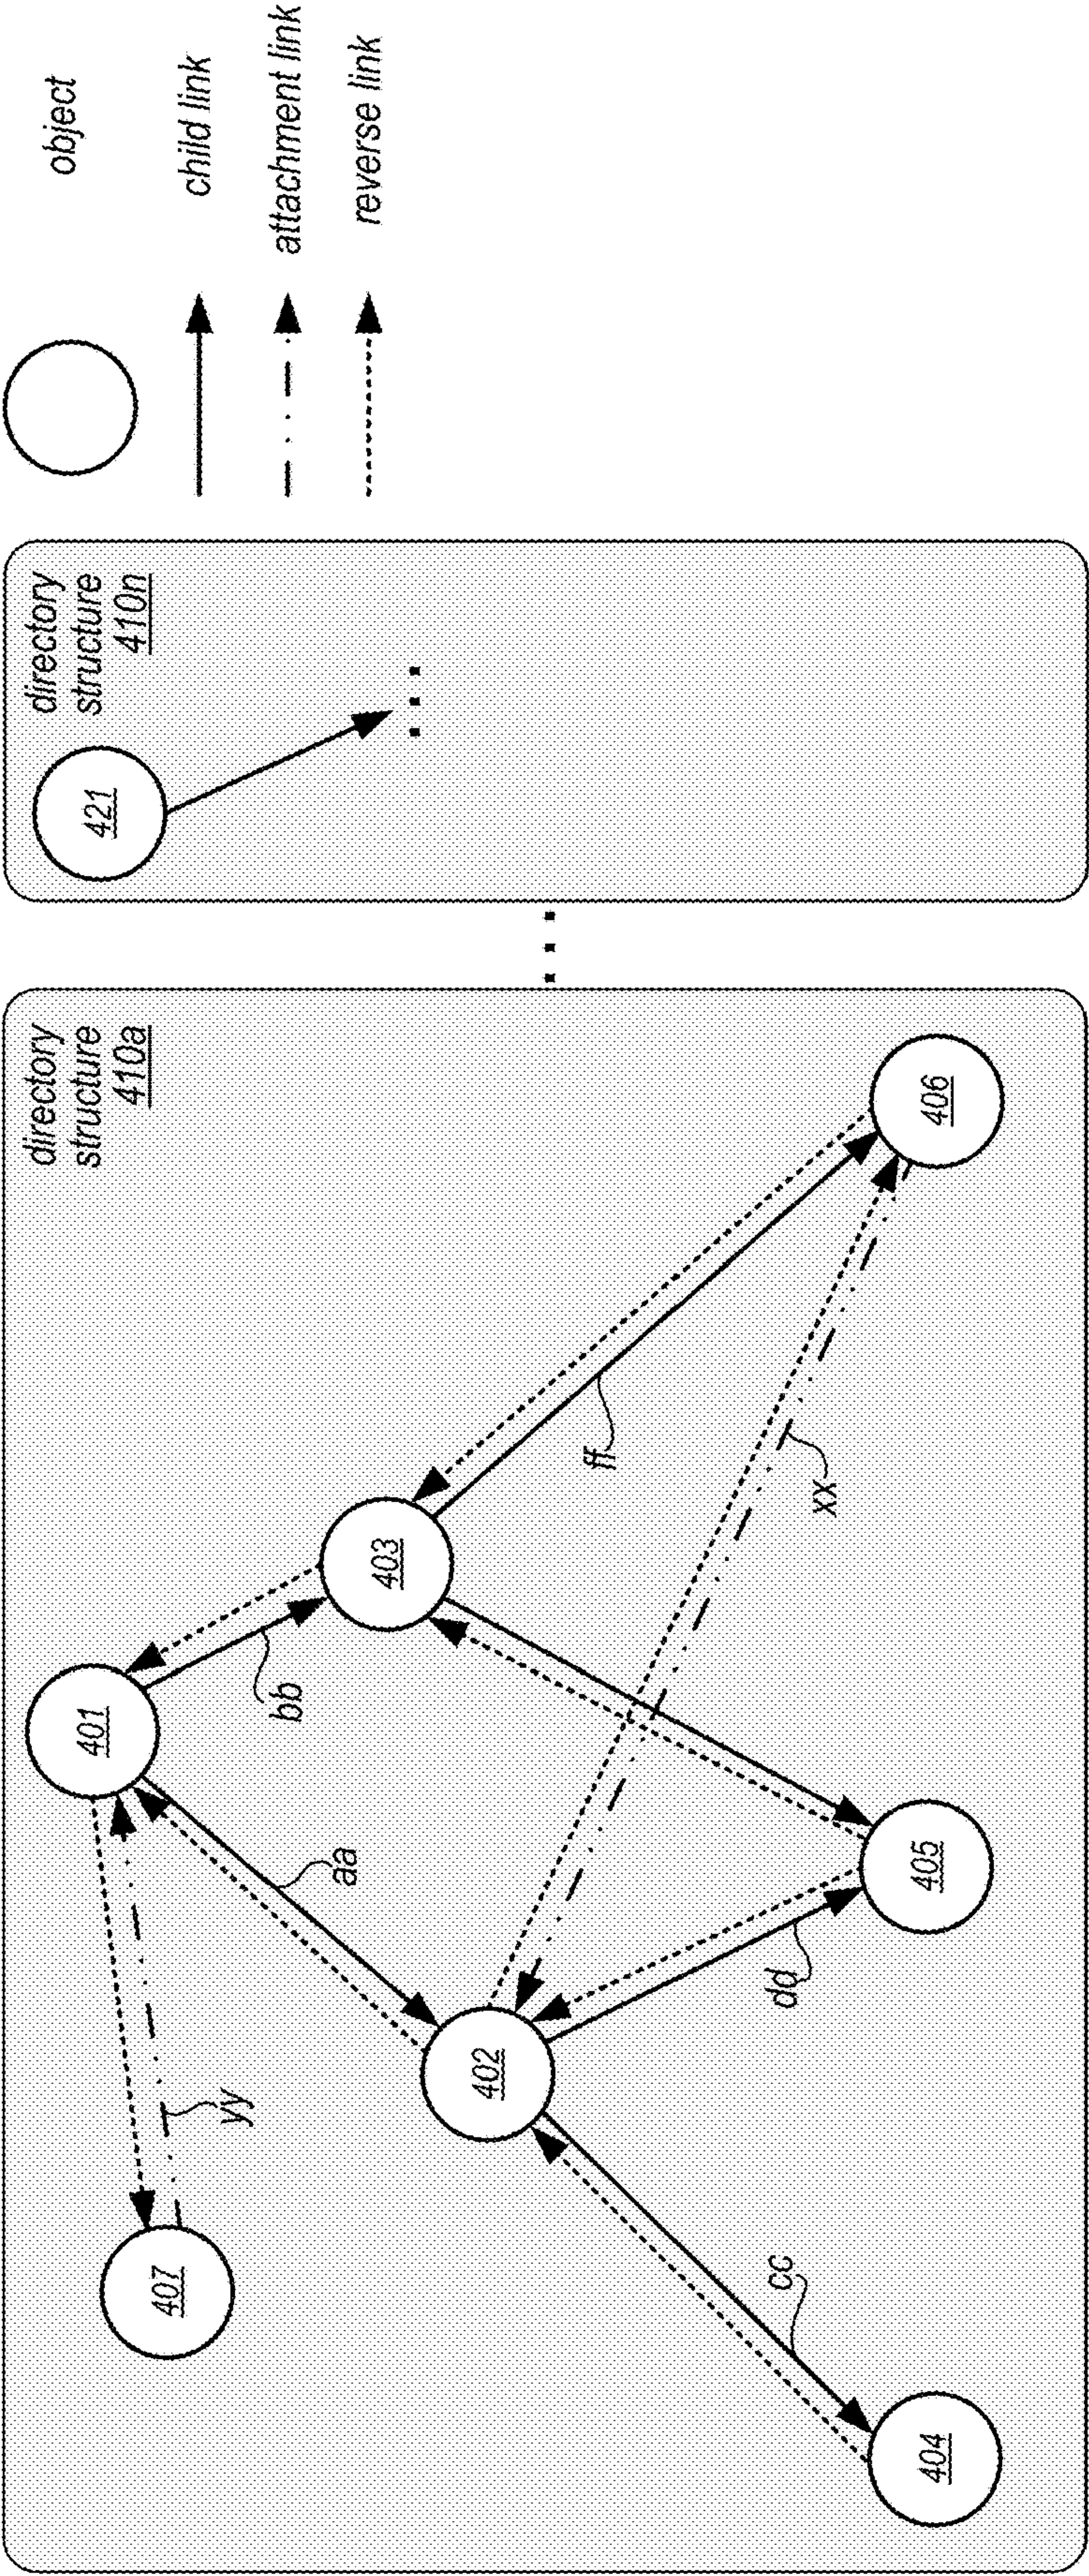 directory
structure
410a
401
407
403
402
406
405
404
yy
aa
bb
ff
xx
dd
cc
directory
structure
410n
421
object
child link
attachment link
reverse link